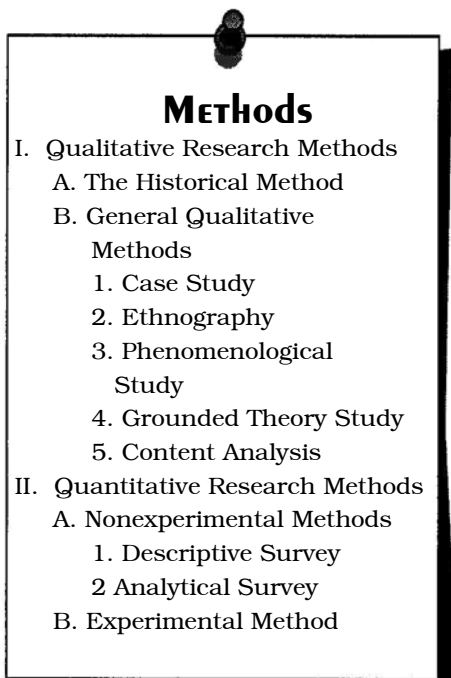 Methods
I. Qualitative Research Methods
A. The Historical Method
B. General Qualitative
Methods
1. Case Study
2. Ethnography
3. Phenomenological
Study
4. Grounded Theory Study
5. Content Analysis
II. Quantitative Research Methods
A. Nonexperimental Methods
1. Descriptive Survey
2 Analytical Survey
B. Experimental Method